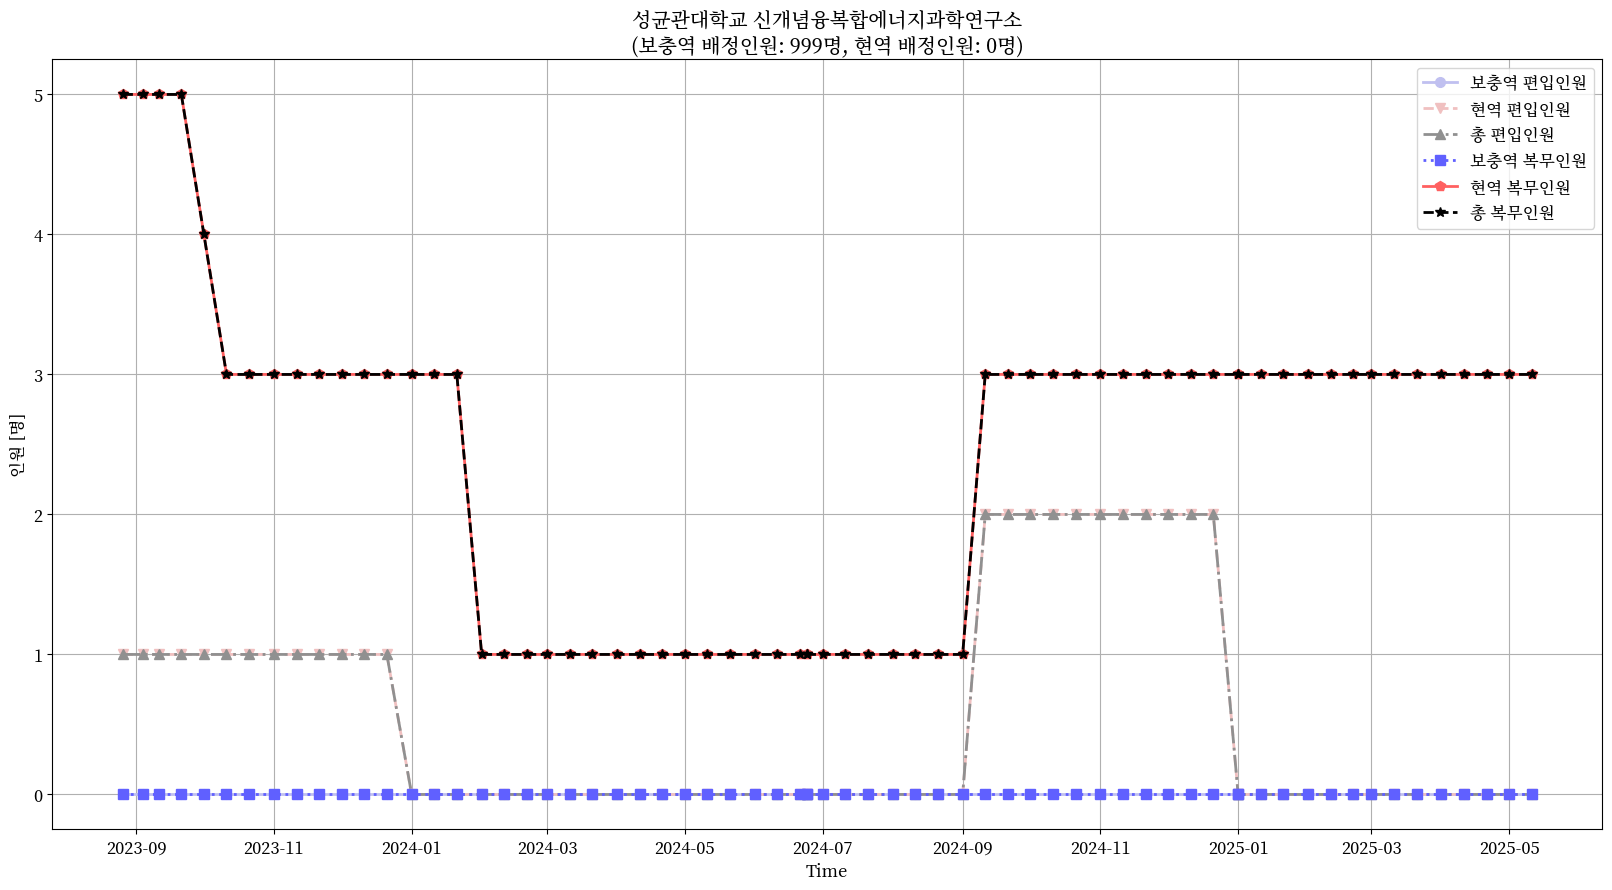 성균관대학교 신개념융복합에너지과학연구소
(보충역 배정인원: 999명, 현역 배정인원: 0명)
보충역 편입인원
현역 편입인원
총 편입인원
보충역 복무인원
현역 복무인원
총 복무인원
인원 [명]
5
4
3
2
1
0
2023-09
2023-11
2024-01
2024-03
2024-05
2024-07
2024-09
2024-11
2025-01
2025-03
2025-05
Time